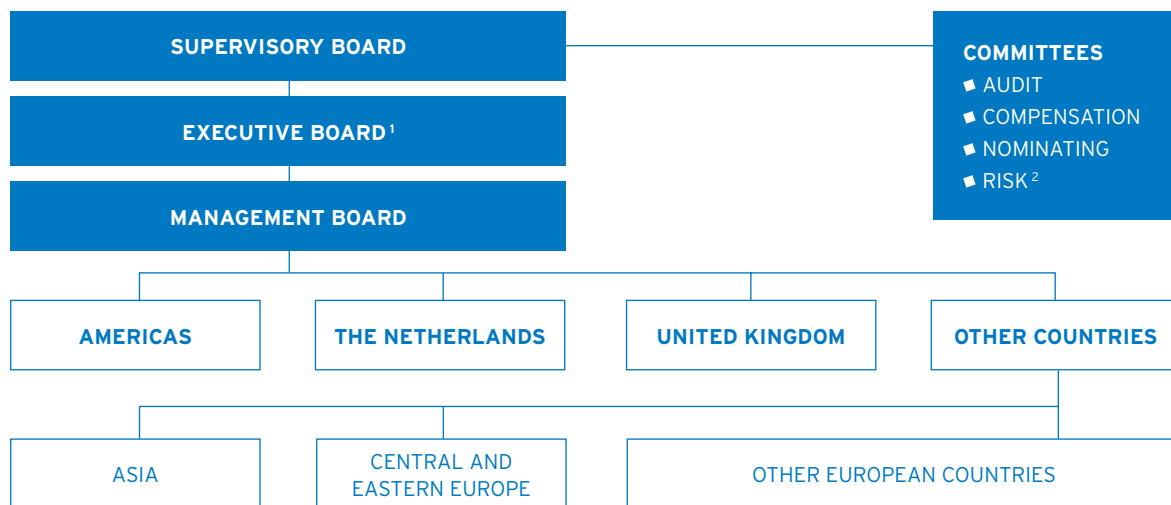 SUPERVISORY BOARD
COMMITTEES
◆ AUDIT
◆ COMPENSATION
◆ NOMINATING
◆ RISK ²
EXECUTIVE BOARD ¹
MANAGEMENT BOARD
AMERICAS
THE NETHERLANDS
UNITED KINGDOM
OTHER COUNTRIES
ASIA
CENTRAL AND
EASTERN EUROPE
OTHER EUROPEAN COUNTRIES